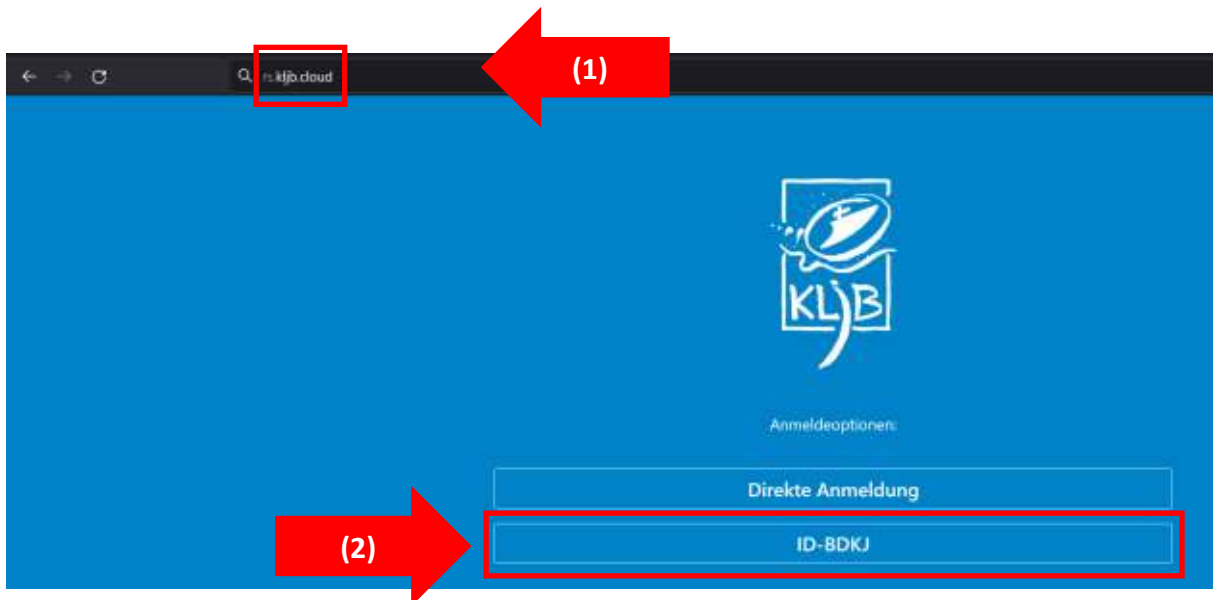 (1)
rs.kljb.cloud
KLJB
Anmeldeoptionen:
Direkte Anmeldung
(2)
ID-BDKJ